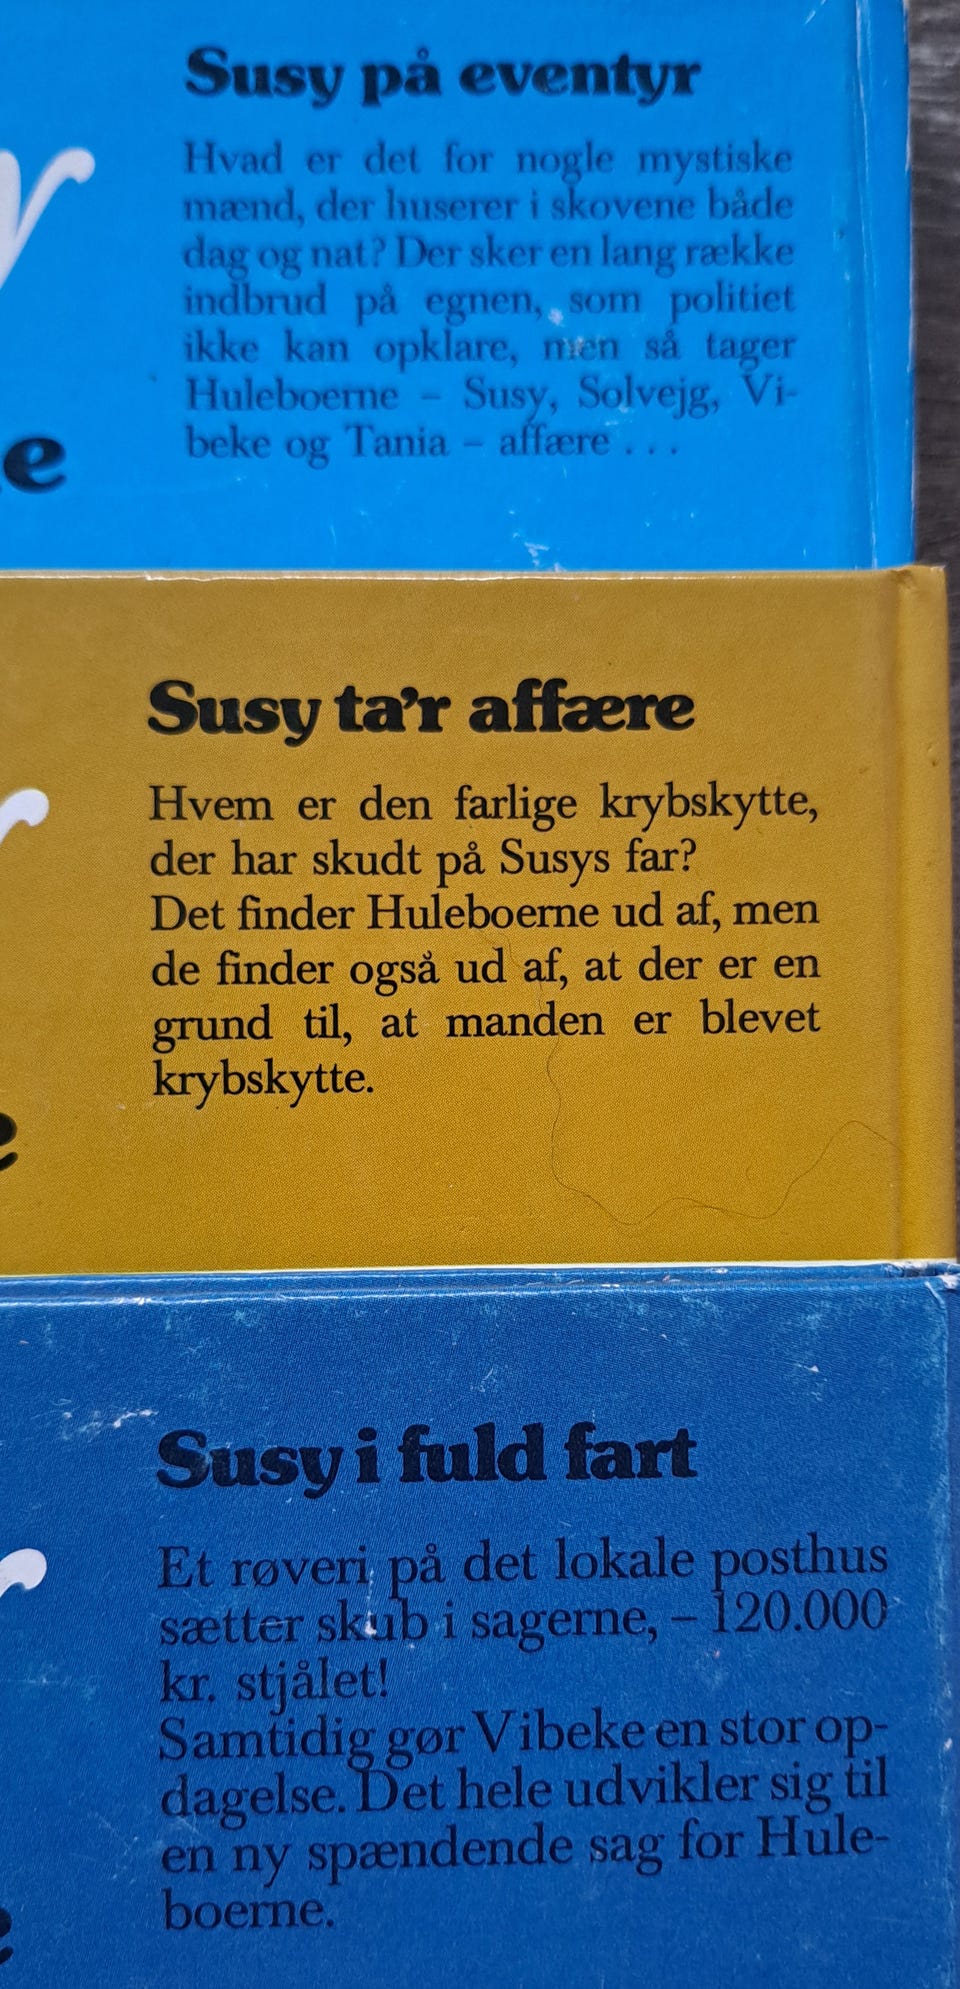 Susy på eventyr
Hvad er det for nogle mystiske
mænd, der huserer i skovene både
dag og nat? Der sker en lang række
indbrud på egnen, som politiet
ikke kan opklare, men så tager
Huleboerne – Susy, Solvejg, Vi-
beke og Tania – affære . . .
Susy ta'r affære
Hvem er den farlige krybskytte,
der har skudt på Susys far?
Det finder Huleboerne ud af, men
de finder også ud af, at der er en
grund til, at manden er blevet
krybskytte.
Susy i fuld fart
Et røveri på det lokale posthus
sætter skub i sagerne, – 120.000
kr. stjålet!
Samtidig gør Vibeke en stor op-
dagelse. Det hele udvikler sig til
en ny spændende sag for Hule-
boerne.